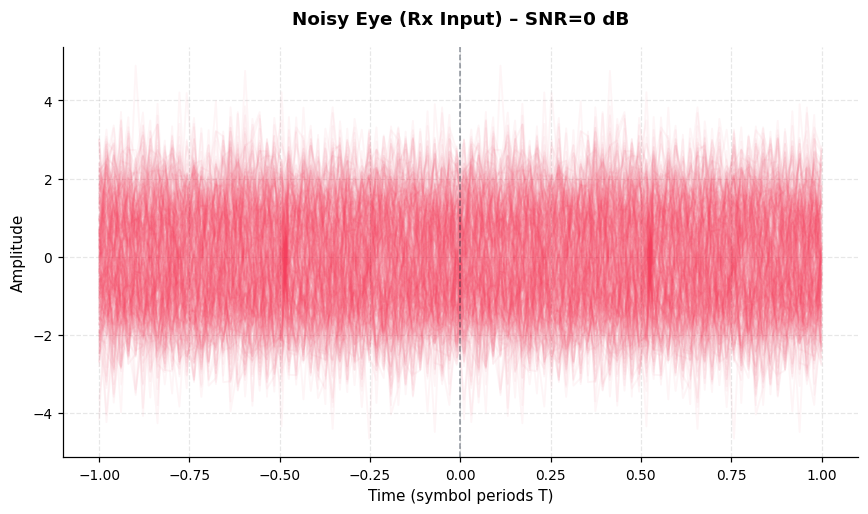 Noisy Eye (Rx Input) – SNR=0 dB
Amplitude
4
2
0
−2
−4
−1.00 −0.75 −0.50 −0.25 0.00 0.25 0.50 0.75 1.00
Time (symbol periods T)